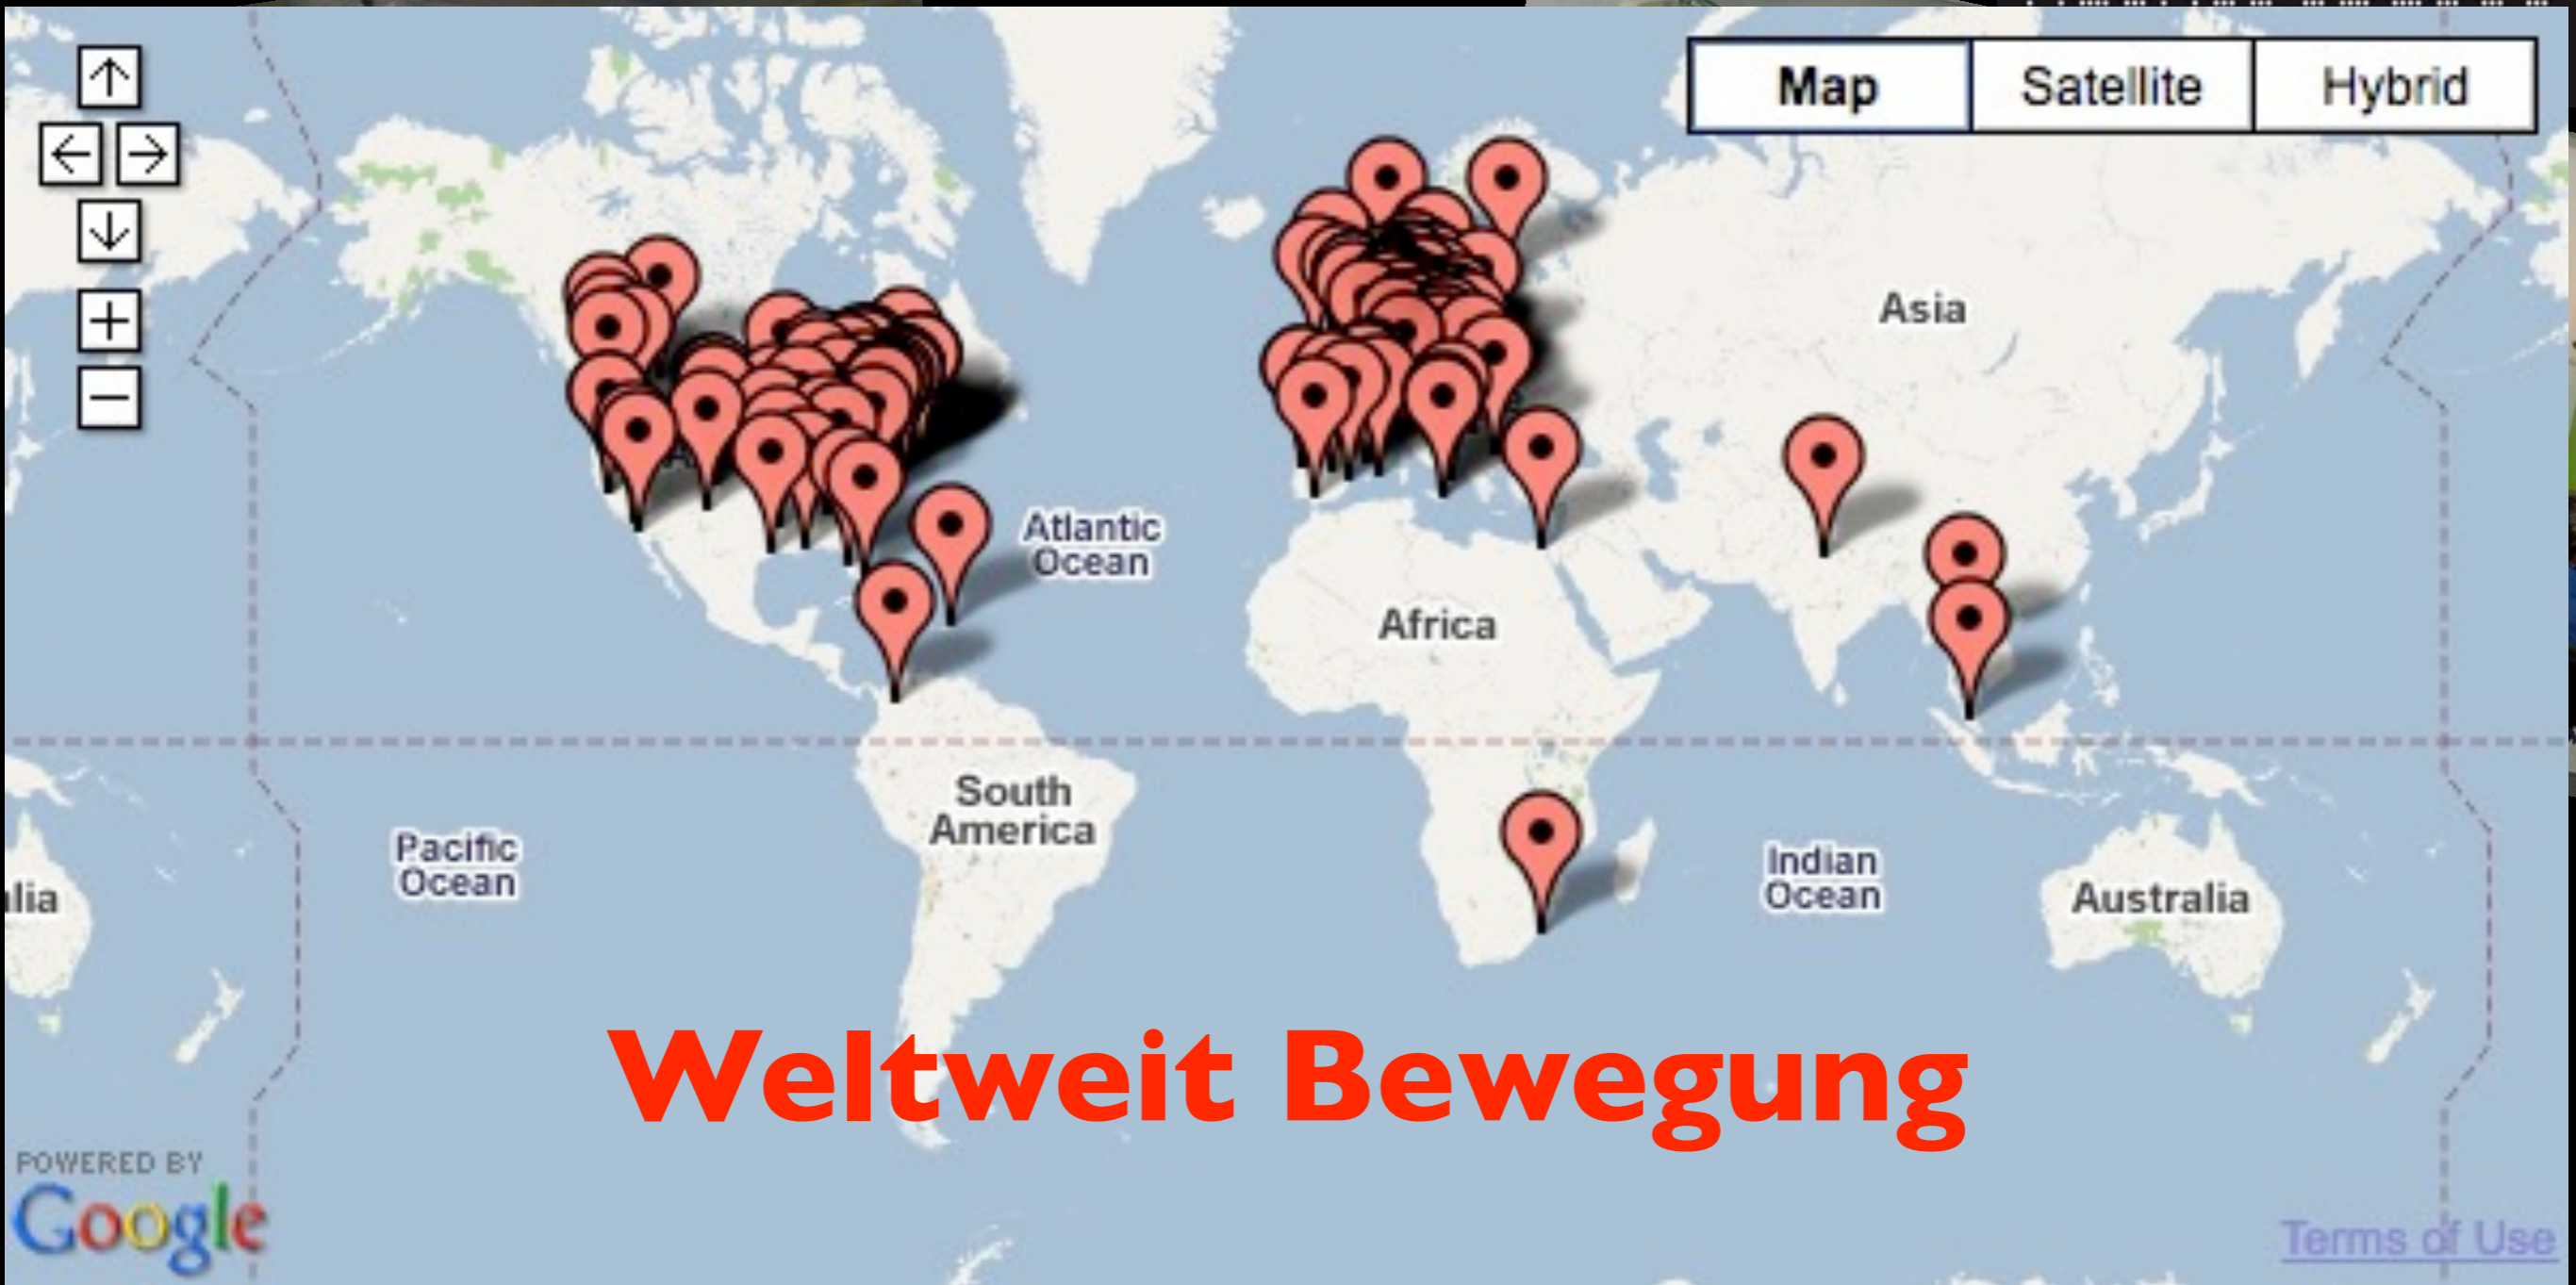 Map Satellite Hybrid
Asia
Atlantic
Ocean
Africa
South
America
Pacific
Ocean
Indian
Ocean
lia
Australia
Weltweit Bewegung
POWERED BY
Google
Terms of Use